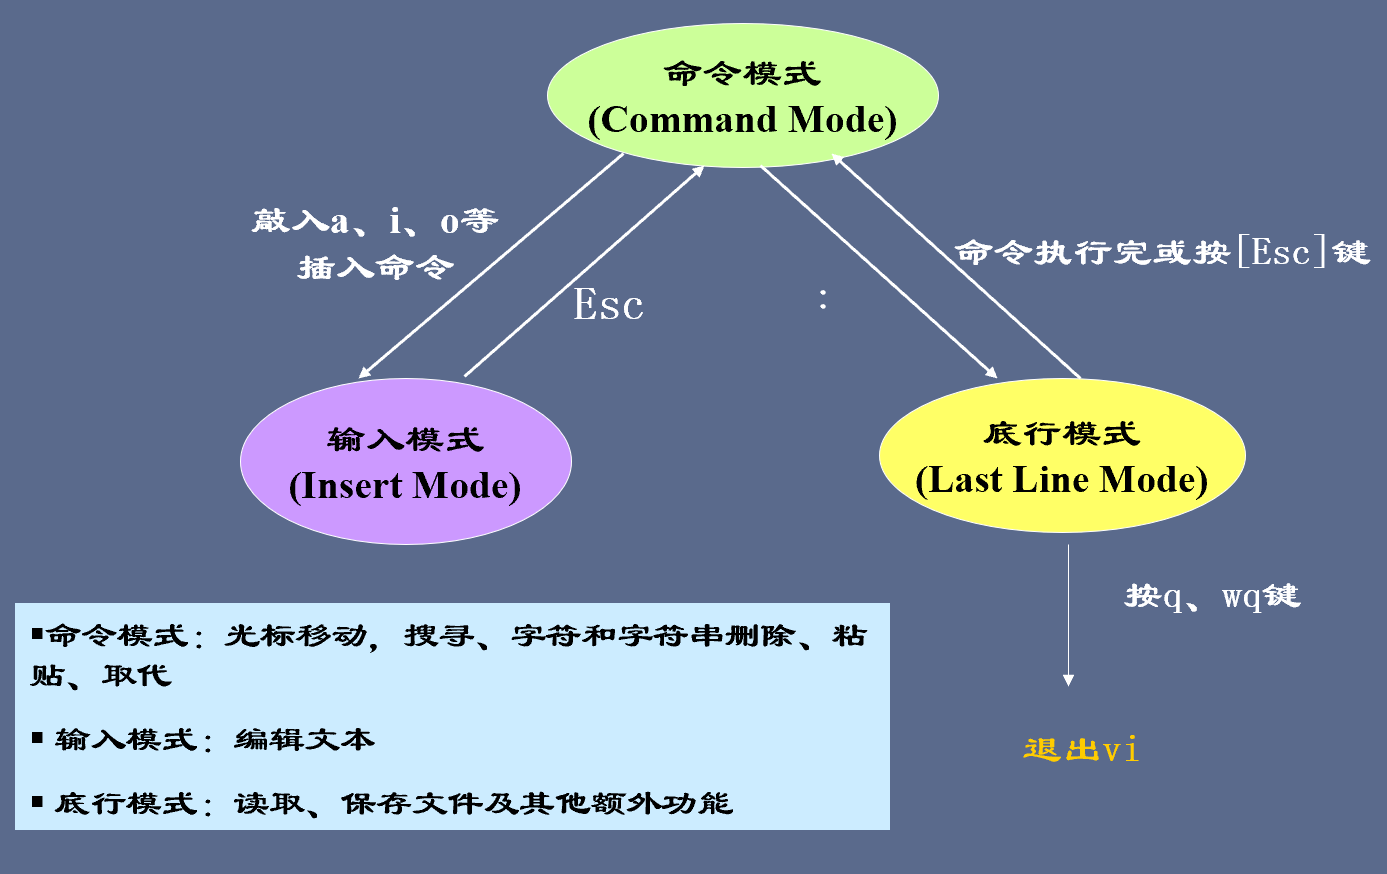 命令模式
(Command Mode)
敲入a、i、o等
插入命令
命令执行完或按[Esc]键
Esc
:
输入模式
(Insert Mode)
底行模式
(Last Line Mode)
按q、wq键
▪命令模式：光标移动，搜寻、字符和字符串删除、粘
贴、取代
▪ 输入模式：编辑文本
▪ 底行模式：读取、保存文件及其他额外功能
退出vi